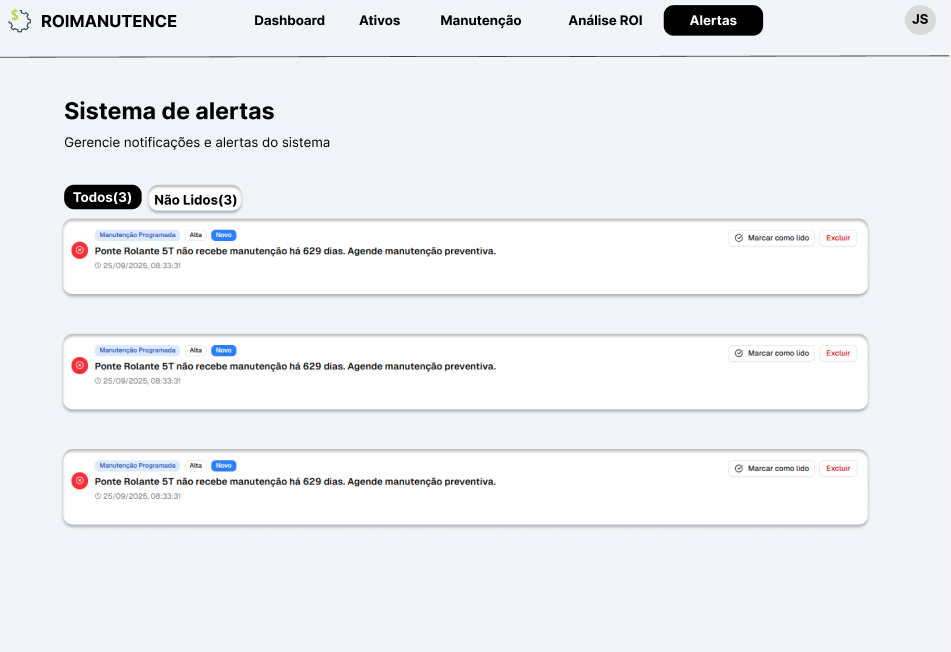 ROIMANUTENCE Dashboard Ativos Manutenção Análise ROI Alertas JS
Sistema de alertas
Gerencie notificações e alertas do sistema
Todos(3) Não Lidos(3)
Manutenção Programada Alta Novo
Ponte Rolante 5T não recebe manutenção há 629 dias. Agende manutenção preventiva.
25/09/2025, 08:33:31
Marcar como lido Excluir
Manutenção Programada Alta Novo
Ponte Rolante 5T não recebe manutenção há 629 dias. Agende manutenção preventiva.
25/09/2025, 08:33:31
Marcar como lido Excluir
Manutenção Programada Alta Novo
Ponte Rolante 5T não recebe manutenção há 629 dias. Agende manutenção preventiva.
25/09/2025, 08:33:31
Marcar como lido Excluir